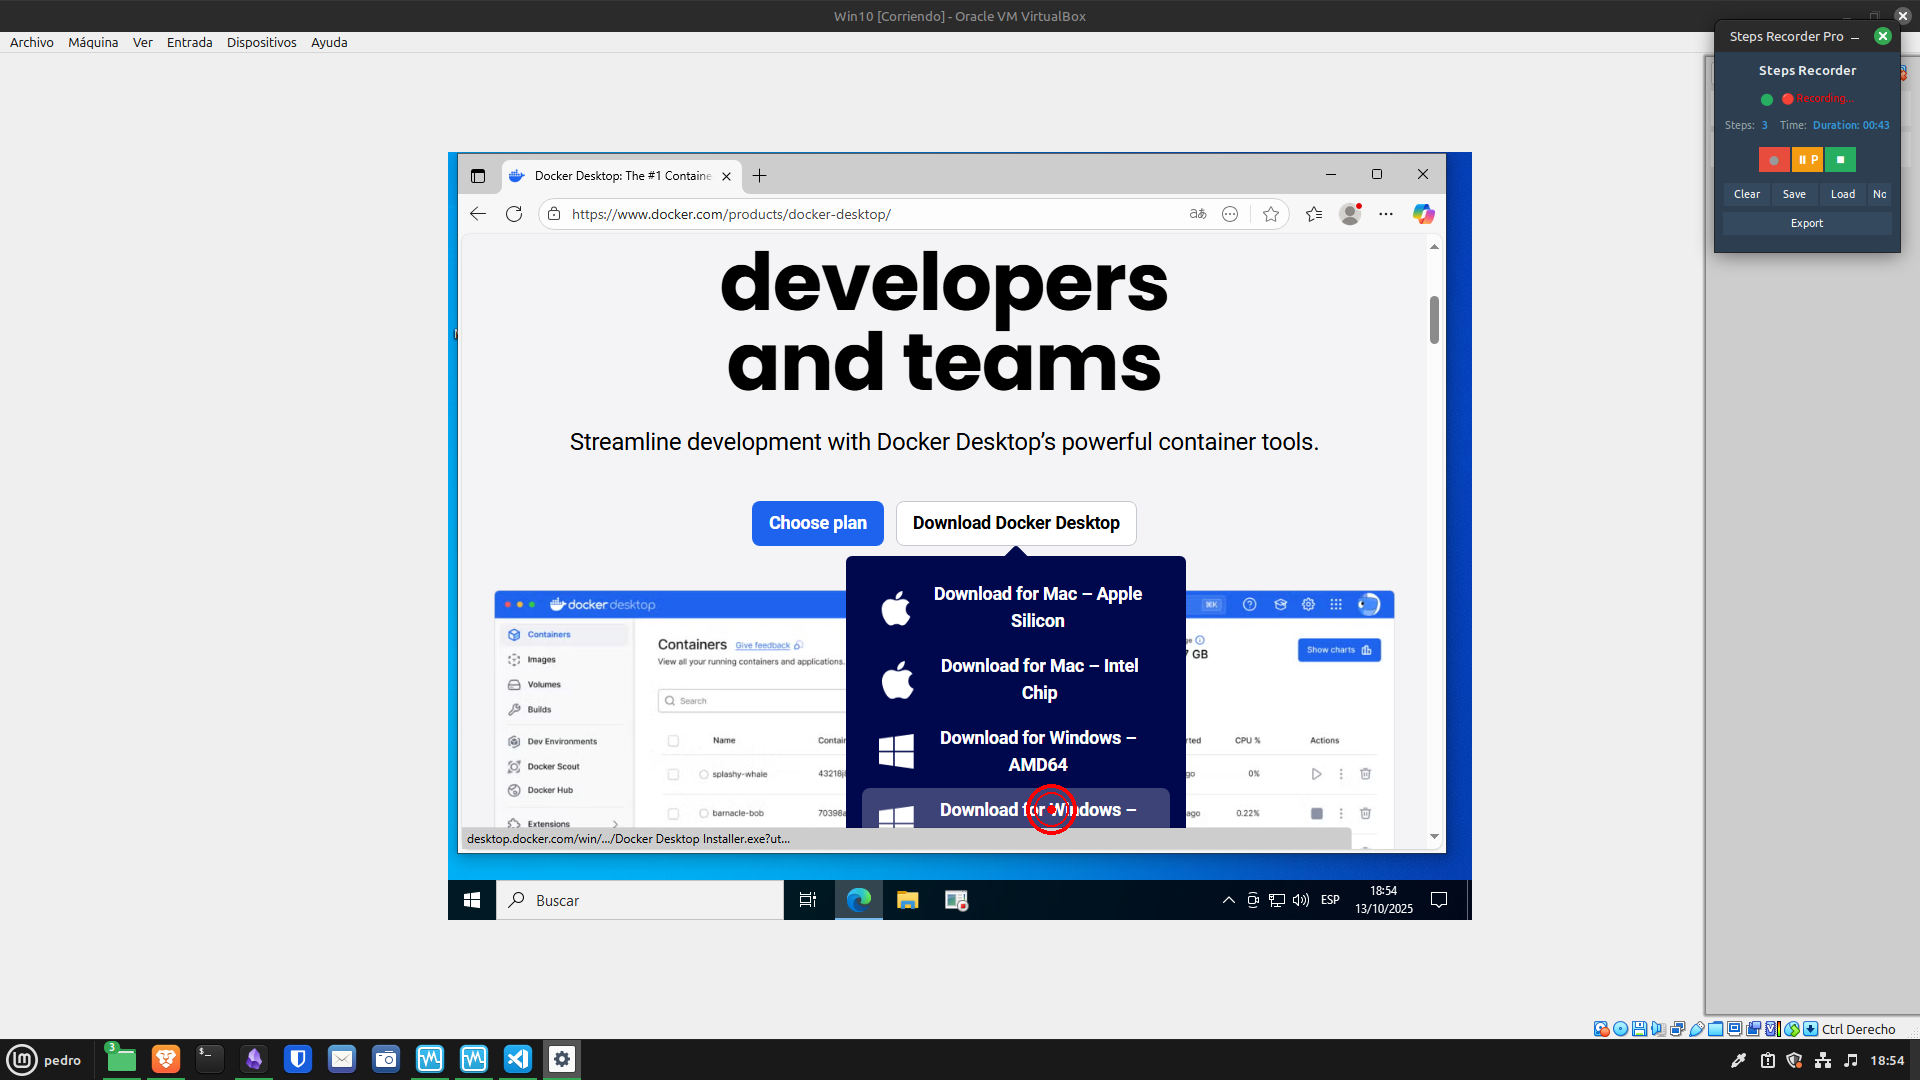 Win10 [Corriendo] - Oracle VM VirtualBox
Archivo Máquina Ver Entrada Dispositivos Ayuda
Steps Recorder Pro
Steps Recorder
Recording...
Steps: 3 Time: Duration: 00:43
P
Clear Save Load No
Export
Docker Desktop: The #1 Containe
https://www.docker.com/products/docker-desktop/
developers
and teams
Streamline development with Docker Desktop’s powerful container tools.
Choose plan
Download Docker Desktop
Download for Mac – Apple
Silicon
Download for Mac – Intel
Chip
Download for Windows –
AMD64
Download for Windows –
docker desktop
⌘K
Containers
Images
Volumes
Builds
Dev Environments
Docker Scout
Docker Hub
Extensions
Containers Give feedback
View all your running containers and applications.
Search
GB
Show charts
Name Contain rted CPU % Actions
splashy-whale 43218j ago 0%
barnacle-bob 70398a ago 0.22%
desktop.docker.com/win/.../Docker Desktop Installer.exe?ut...
Buscar
ESP
18:54
13/10/2025
Ctrl Derecho
3
pedro
18:54